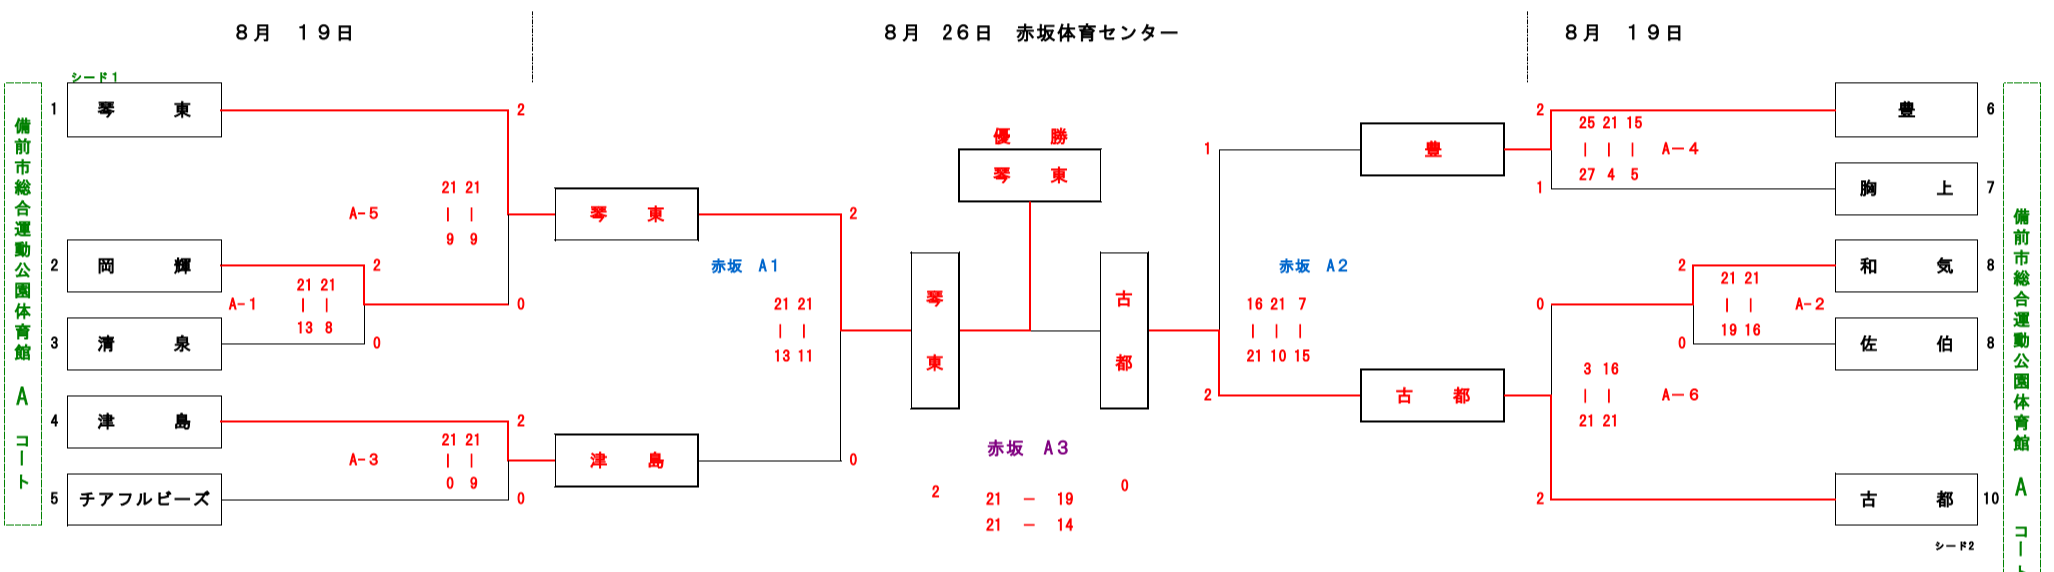 ８月　１９日
８月　26日　赤坂体育センター
８月　１９日
備前市総合運動公園体育館　A　コート
シード１
1 琴　東
2 岡　輝
3 清　泉
4 津　島
5 チアフルビーズ
A-1
21 21
| |
13 8
2
0
A-5
21 21
| |
9 9
2
0
A-3
21 21
| |
0 9
2
0
琴　東
津　島
赤坂　A1
21 21
| |
13 11
2
0
優　勝
琴　東
琴　東
古　都
赤坂　A3
2
21 － 19
21 － 14
0
赤坂　A2
16 21 7
| | |
21 10 15
1
2
豊
古　都
2
25 21 15
| | |
27 4 5
A－4
1
2
21 21
| |
19 16
A-2
0
0
3 16
| |
21 21
A－6
2
豊 6
胸　上 7
和　気 8
佐　伯 8
古　都 10
シード2
備前市総合運動公園体育館　A　コート